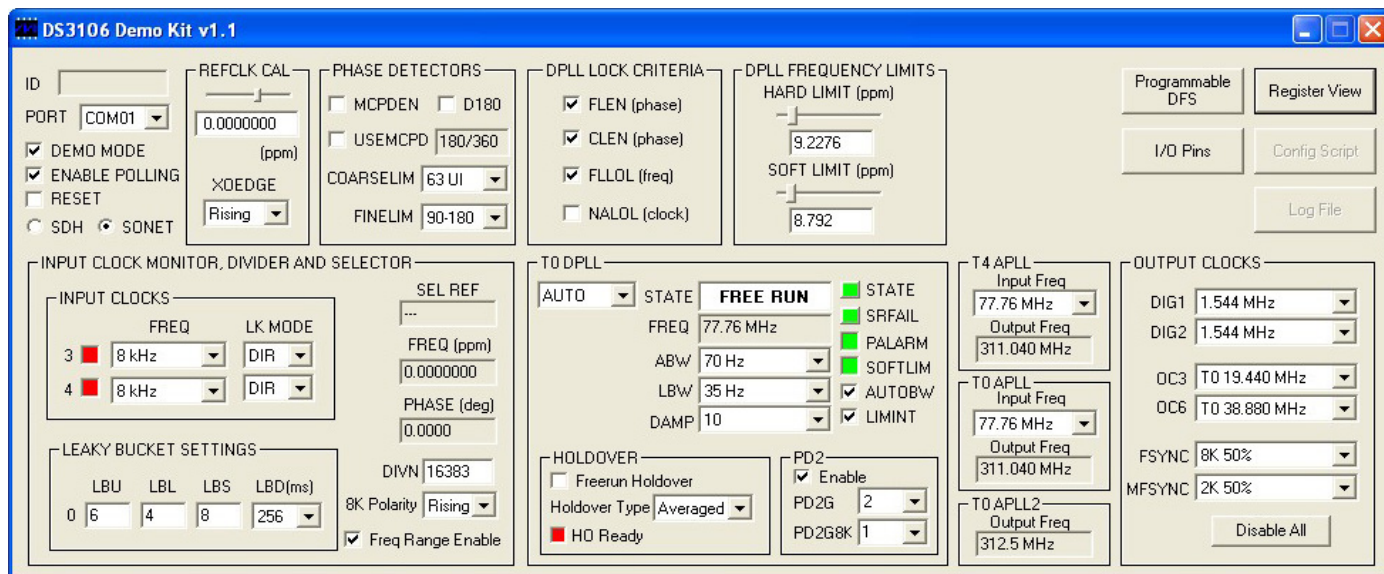 DS3106 Demo Kit v1.1
ID
PORT COM01
DEMO MODE
ENABLE POLLING
RESET
SDH SONET
REFCLK CAL
0.0000000
(ppm)
XOEDGE
Rising
PHASE DETECTORS
MCPDEN D180
USEMCPD 180/360
COARSELIM 63 UI
FINELIM 90-180
DPLL LOCK CRITERIA
FLEN (phase)
CLEN (phase)
FLLOL (freq)
NALOL (clock)
DPLL FREQUENCY LIMITS
HARD LIMIT (ppm)
9.2276
SOFT LIMIT (ppm)
8.792
Programmable
DFS
Register View
I/O Pins
Config Script
Log File
INPUT CLOCK MONITOR, DIVIDER AND SELECTOR
INPUT CLOCKS
FREQ LK MODE
3 8 kHz DIR
4 8 kHz DIR
SEL REF
---
FREQ (ppm)
0.0000000
PHASE (deg)
0.0000
LEAKY BUCKET SETTINGS
LBU LBL LBS LBD(ms)
0 6 4 8 256
DIVN 16383
8K Polarity Rising
Freq Range Enable
T0 DPLL
AUTO STATE FREE RUN
FREQ 77.76 MHz
ABW 70 Hz
LBW 35 Hz
DAMP 10
STATE
SRFAIL
PALARM
SOFTLIM
AUTOBW
LIMINT
HOLDOVER
Freerun Holdover
Holdover Type Averaged
HO Ready
PD2
Enable
PD2G 2
PD2G8K 1
T4 APLL
Input Freq
77.76 MHz
Output Freq
311.040 MHz
T0 APLL
Input Freq
77.76 MHz
Output Freq
311.040 MHz
T0 APLL2
Output Freq
312.5 MHz
OUTPUT CLOCKS
DIG1 1.544 MHz
DIG2 1.544 MHz
OC3 T0 19.440 MHz
OC6 T0 38.880 MHz
FSYNC 8K 50%
MFSYNC 2K 50%
Disable All